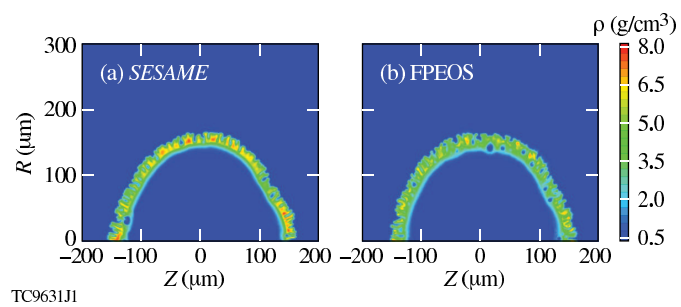 ρ (g/cm³)
300
200
100
0
R (μm)
(a) SESAME
(b) FPEOS
8.0
6.5
5.0
3.5
2.0
0.5
−200 −100 0 100 200
−200 −100 0 100 200
Z (μm)
Z (μm)
TC9631J1